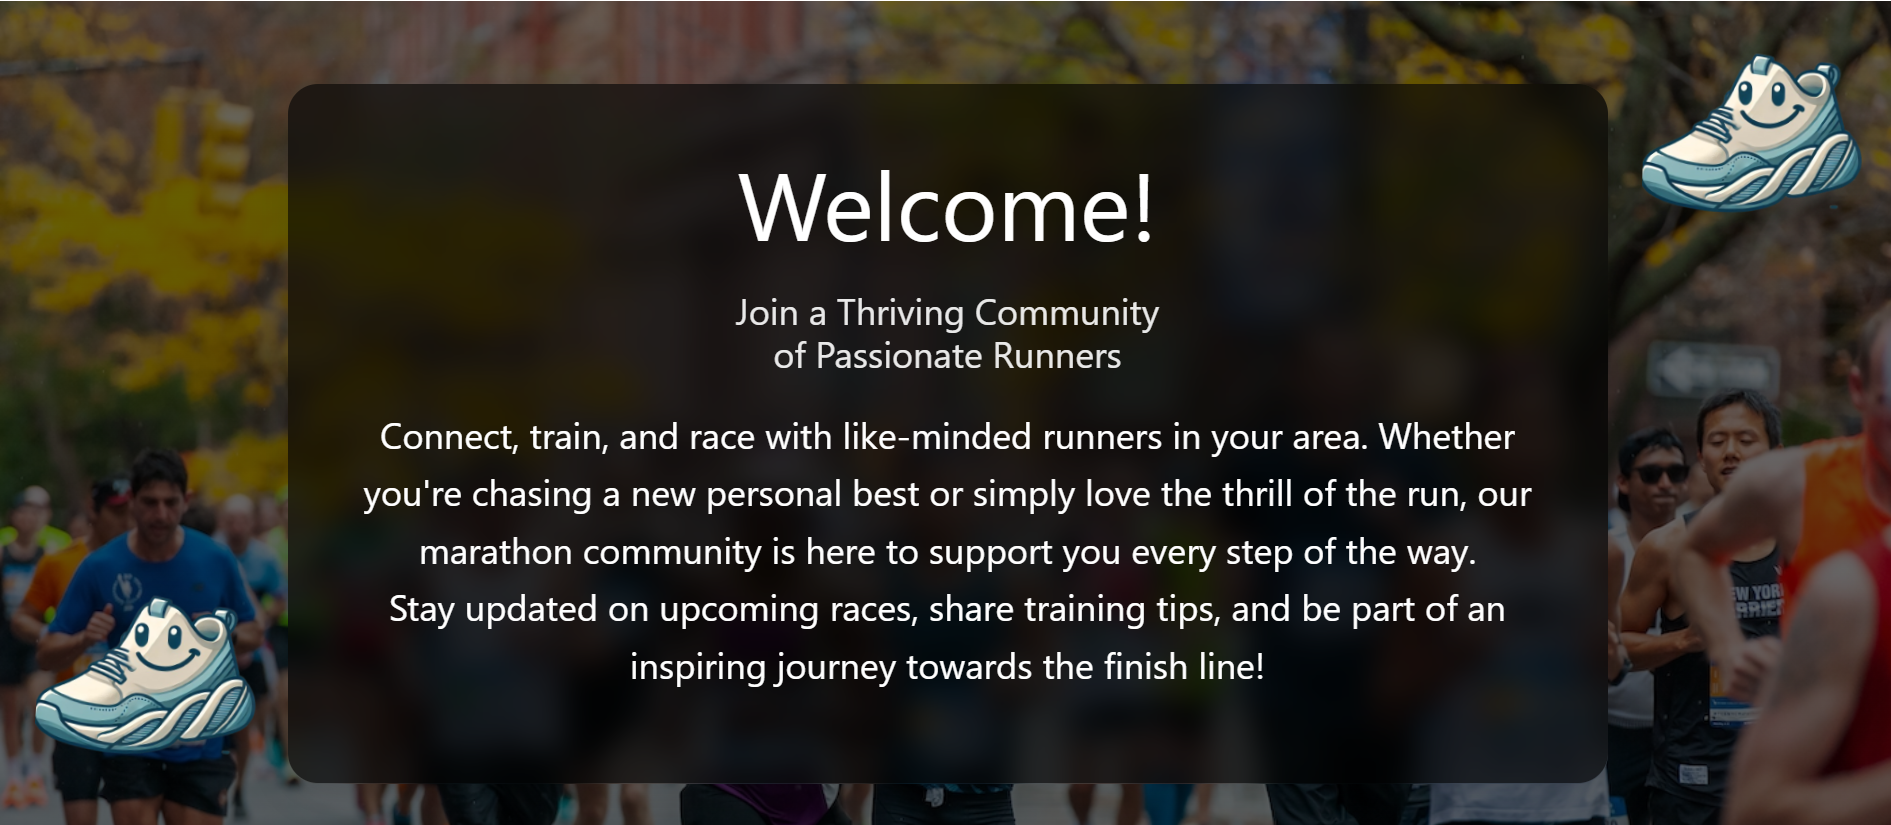 Welcome!
Join a Thriving Community
of Passionate Runners
Connect, train, and race with like-minded runners in your area. Whether
you're chasing a new personal best or simply love the thrill of the run, our
marathon community is here to support you every step of the way.
Stay updated on upcoming races, share training tips, and be part of an
inspiring journey towards the finish line!